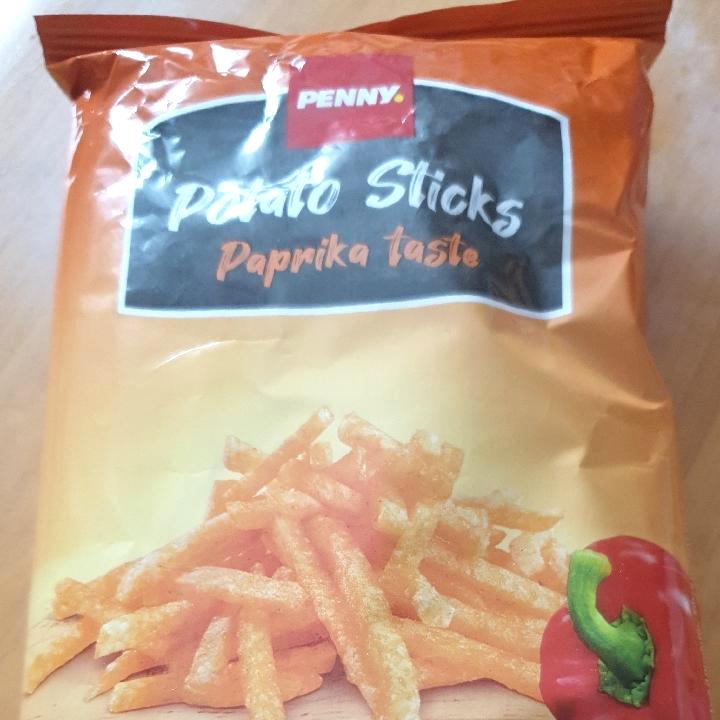 PENNY.
Potato Sticks
Paprika taste